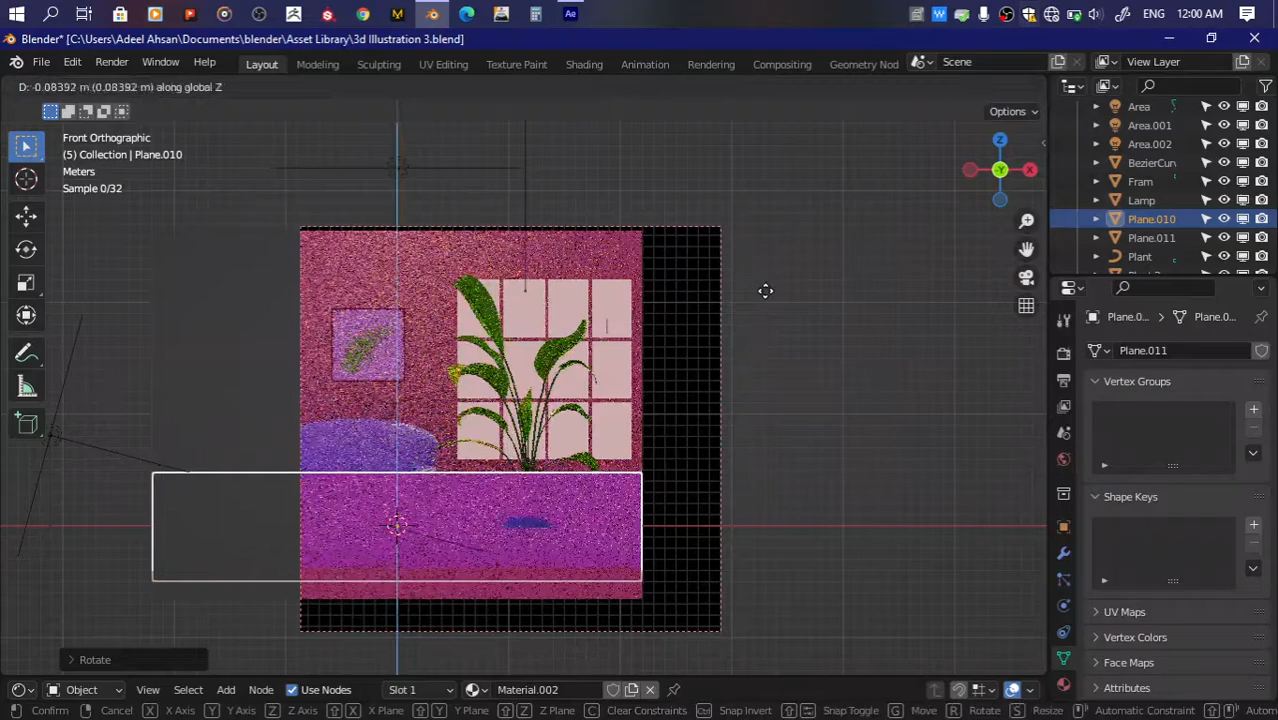 ENG 12:00 AM
Blender* [C:\Users\Adeel Ahsan\Documents\blender\Asset Library\3d Illustration 3.blend]
File Edit Render Window Help Layout Modeling Sculpting UV Editing Texture Paint Shading Animation Rendering Compositing Geometry Nod Scene View Layer
D: -0.08392 m (0.08392 m) along global Z
Options
Area
Front Orthographic
Area.001
(5) Collection | Plane.010
Area.002
Meters
BezierCurv
Sample 0/32
Fram
Lamp
Plane.010
Plane.011
Plant
Z
X
-Y
Plane.0...
Plane.0...
Plane.011
Vertex Groups
Shape Keys
UV Maps
Vertex Colors
Face Maps
Attributes
Rotate
Object View Select Add Node Use Nodes Slot 1 Material.002
Confirm Cancel X X Axis Y Y Axis Z Z Axis X X Plane Y Y Plane Z Z Plane C Clear Constraints Ctrl Snap Invert Snap Toggle G Move R Rotate S Resize Automatic Constraint Autom